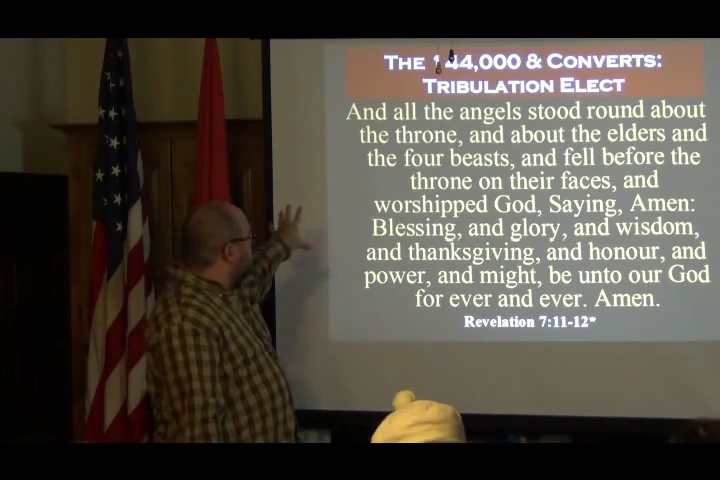 THE 144,000 & CONVERTS:
TRIBULATION ELECT
And all the angels stood round about
the throne, and about the elders and
the four beasts, and fell before the
throne on their faces, and
worshipped God, Saying, Amen:
Blessing, and glory, and wisdom,
and thanksgiving, and honour, and
power, and might, be unto our God
for ever and ever. Amen.
Revelation 7:11-12*